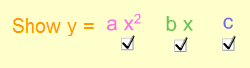 Show y = a x² b x c